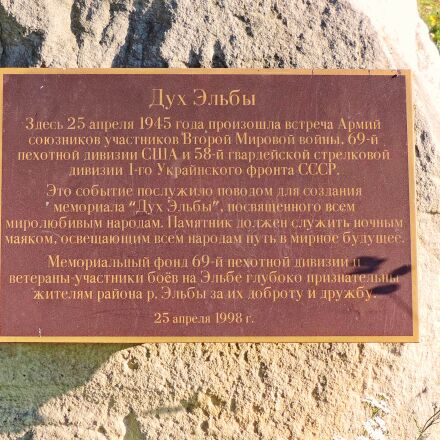 Дух Эльбы
Здесь 25 апреля 1945 года произошла встреча Армий
союзников участников Второй Мировой войны, 69-й
пехотной дивизии США и 58-й гвардейской стрелковой
дивизии 1-го Украинского фронта СССР.
Это событие послужило поводом для создания
мемориала "Дух Эльбы", посвященного всем
миролюбивым народам. Памятник должен служить ночным
маяком, освещающим всем народам путь в мирное будущее.
Мемориальный фонд 69-й пехотной дивизии и
ветераны-участники боёв на Эльбе глубоко признательны
жителям района р. Эльбы за их доброту и дружбу.
25 апреля 1998 г.